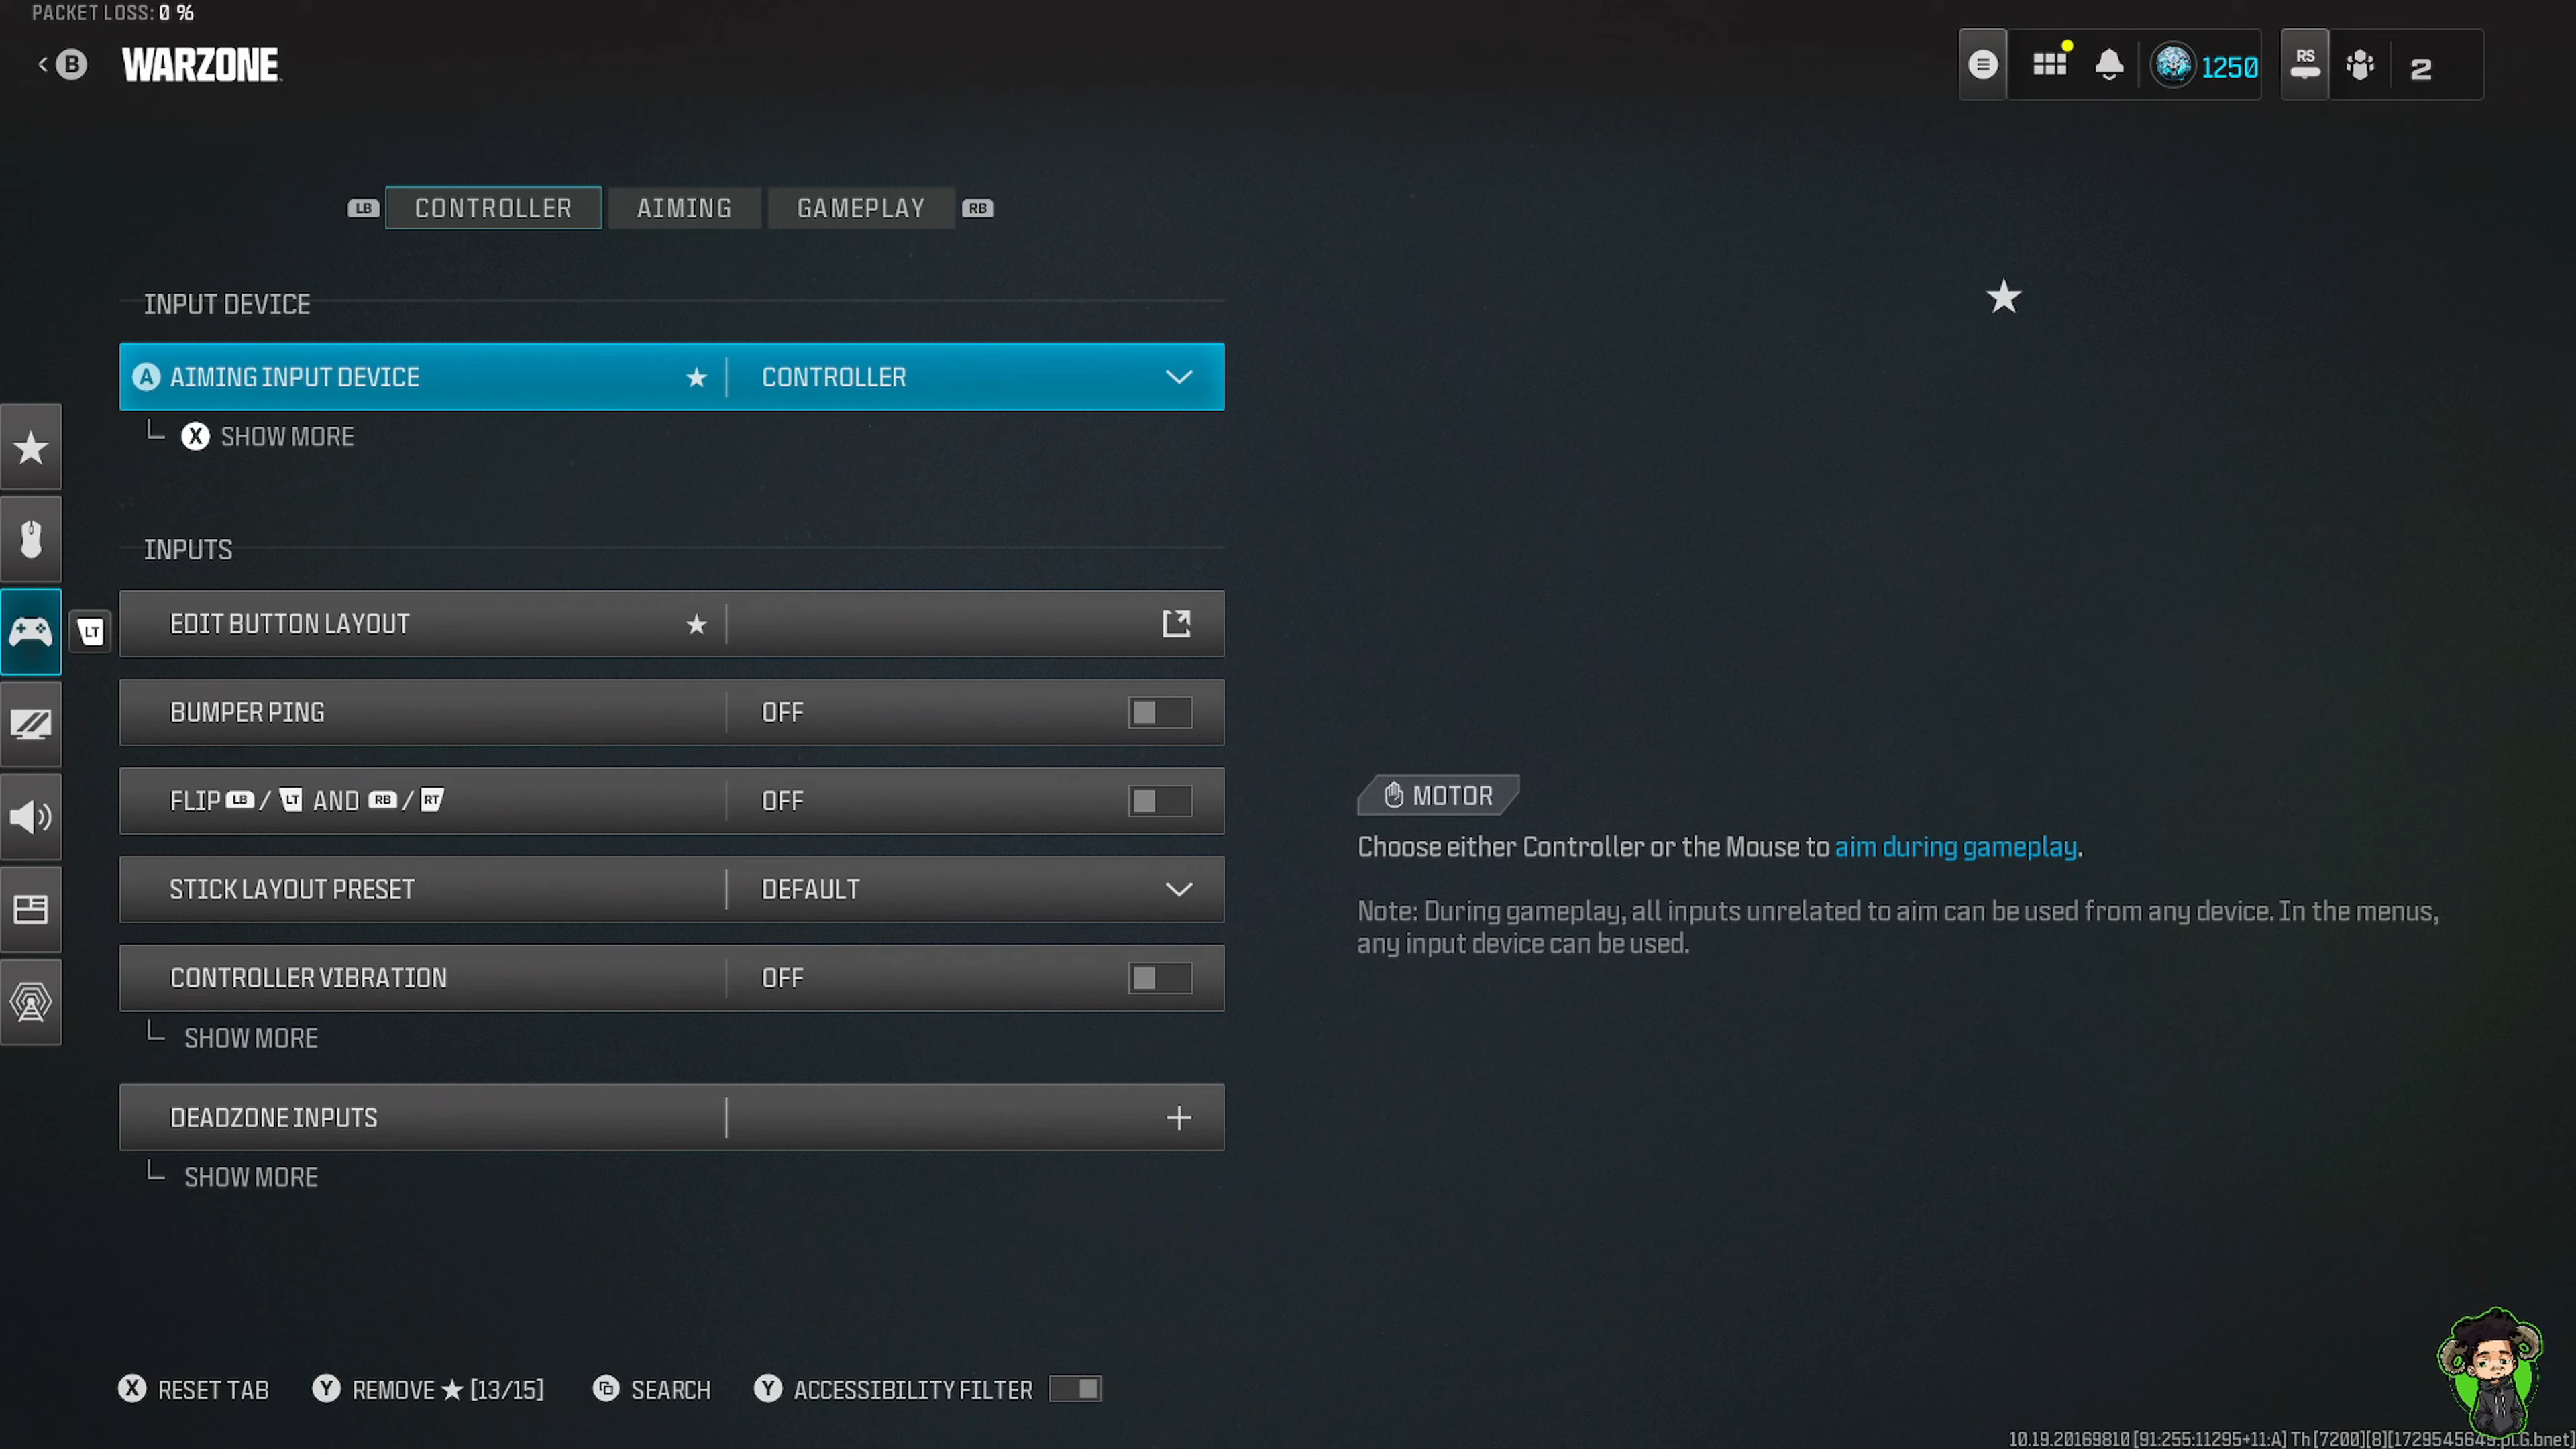 PACKET LOSS: 0 %
B WARZONE
1250 RS 2
LB CONTROLLER AIMING GAMEPLAY RB
INPUT DEVICE
A AIMING INPUT DEVICE CONTROLLER
X SHOW MORE
INPUTS
LT
EDIT BUTTON LAYOUT
BUMPER PING OFF
FLIP LB / LT AND RB / RT OFF
STICK LAYOUT PRESET DEFAULT
CONTROLLER VIBRATION OFF
SHOW MORE
DEADZONE INPUTS
SHOW MORE
MOTOR
Choose either Controller or the Mouse to aim during gameplay.
Note: During gameplay, all inputs unrelated to aim can be used from any device. In the menus,
any input device can be used.
X RESET TAB Y REMOVE ★ [13/15] SEARCH Y ACCESSIBILITY FILTER